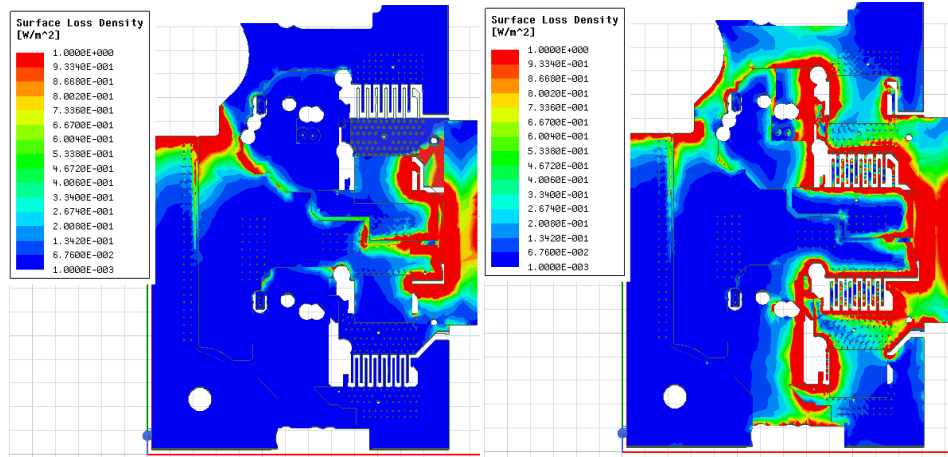 Surface Loss Density
[W/m^2]
1.0000E+000
9.3340E-001
8.6680E-001
8.0020E-001
7.3360E-001
6.6700E-001
6.0040E-001
5.3380E-001
4.6720E-001
4.0060E-001
3.3400E-001
2.6740E-001
2.0080E-001
1.3420E-001
6.7600E-002
1.0000E-003
Surface Loss Density
[W/m^2]
1.0000E+000
9.3340E-001
8.6680E-001
8.0020E-001
7.3360E-001
6.6700E-001
6.0040E-001
5.3380E-001
4.6720E-001
4.0060E-001
3.3400E-001
2.6740E-001
2.0080E-001
1.3420E-001
6.7600E-002
1.0000E-003